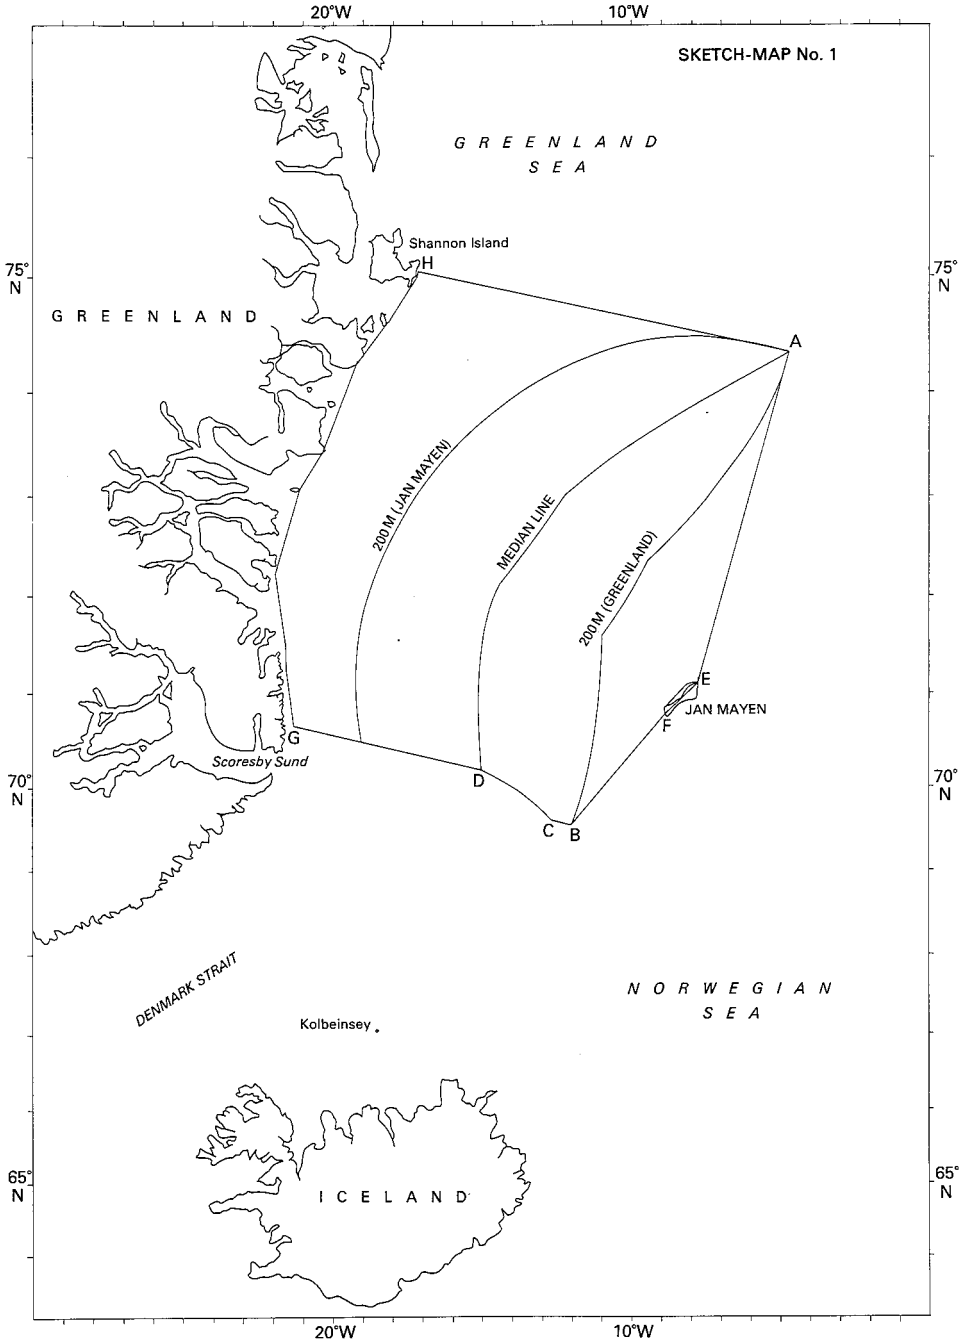 20°W 10°W
SKETCH-MAP No. 1
GREENLAND
SEA
Shannon Island
H
75°
N
75°
N
GREENLAND
A
200 M (JAN MAYEN)
MEDIAN LINE
200 M (GREENLAND)
E
JAN MAYEN
F
G
Scoresby Sund
D
70°
N
70°
N
C B
DENMARK STRAIT
NORWEGIAN
SEA
Kolbeinsey
65°
N
65°
N
ICELAND
20°W 10°W